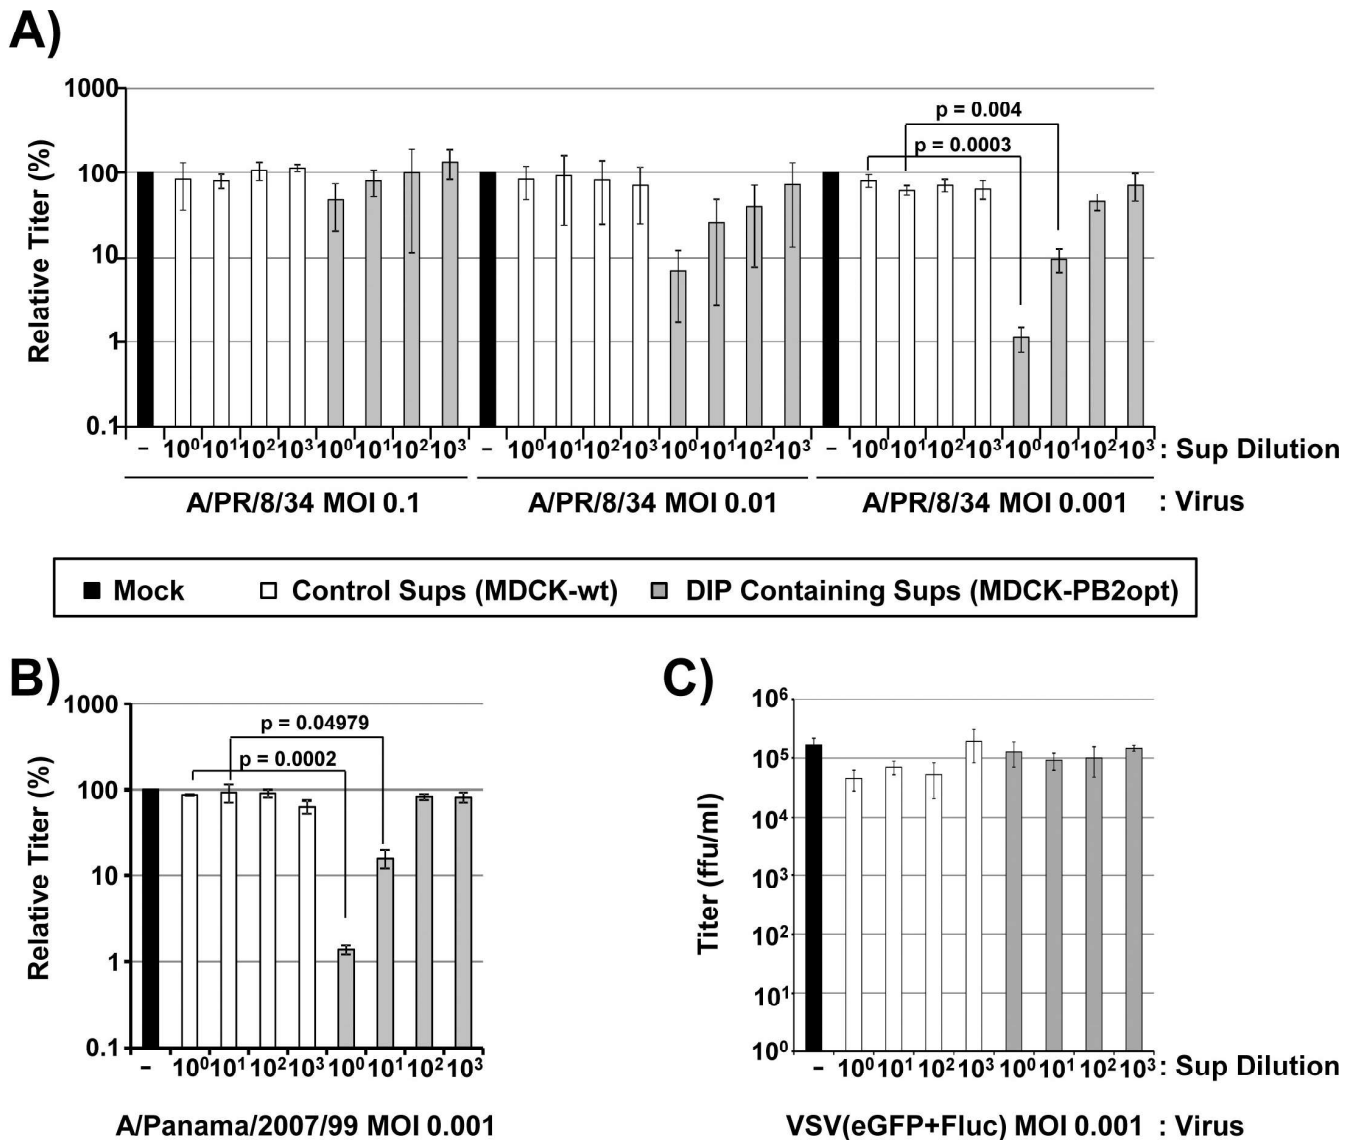 A)
Relative Titer (%)
1000
100
10
1
0.1
p = 0.004
p = 0.0003
– 10⁰ 10¹ 10² 10³ 10⁰ 10¹ 10² 10³ – 10⁰ 10¹ 10² 10³ 10⁰ 10¹ 10² 10³ – 10⁰ 10¹ 10² 10³ 10⁰ 10¹ 10² 10³ : Sup Dilution
A/PR/8/34 MOI 0.1 A/PR/8/34 MOI 0.01 A/PR/8/34 MOI 0.001 : Virus
Mock Control Sups (MDCK-wt) DIP Containing Sups (MDCK-PB2opt)
B)
Relative Titer (%)
1000
100
10
1
0.1
p = 0.04979
p = 0.0002
– 10⁰ 10¹ 10² 10³ 10⁰ 10¹ 10² 10³
A/Panama/2007/99 MOI 0.001
C)
Titer (ffu/ml)
10⁶
10⁵
10⁴
10³
10²
10¹
10⁰
– 10⁰ 10¹ 10² 10³ 10⁰ 10¹ 10² 10³ : Sup Dilution
VSV(eGFP+Fluc) MOI 0.001 : Virus